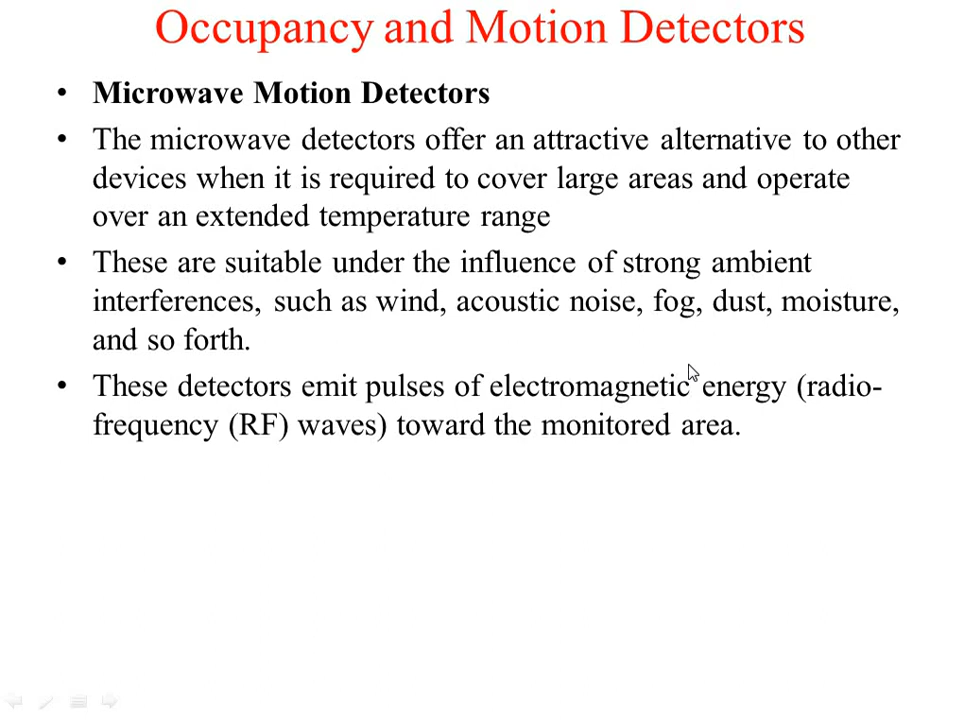 Occupancy and Motion Detectors
• Microwave Motion Detectors
• The microwave detectors offer an attractive alternative to other
devices when it is required to cover large areas and operate
over an extended temperature range
• These are suitable under the influence of strong ambient
interferences, such as wind, acoustic noise, fog, dust, moisture,
and so forth.
• These detectors emit pulses of electromagnetic energy (radio-
frequency (RF) waves) toward the monitored area.